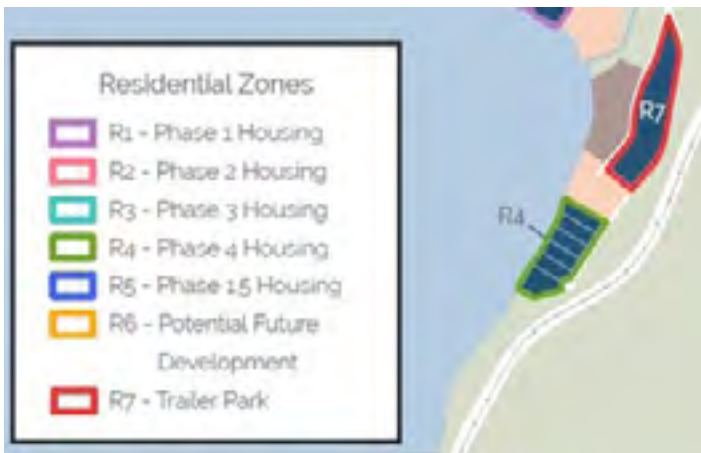 Residential Zones
R1 - Phase 1 Housing
R2 - Phase 2 Housing
R3 - Phase 3 Housing
R4 - Phase 4 Housing
R5 - Phase 1.5 Housing
R6 - Potential Future
Development
R7 - Trailer Park
R7
R4